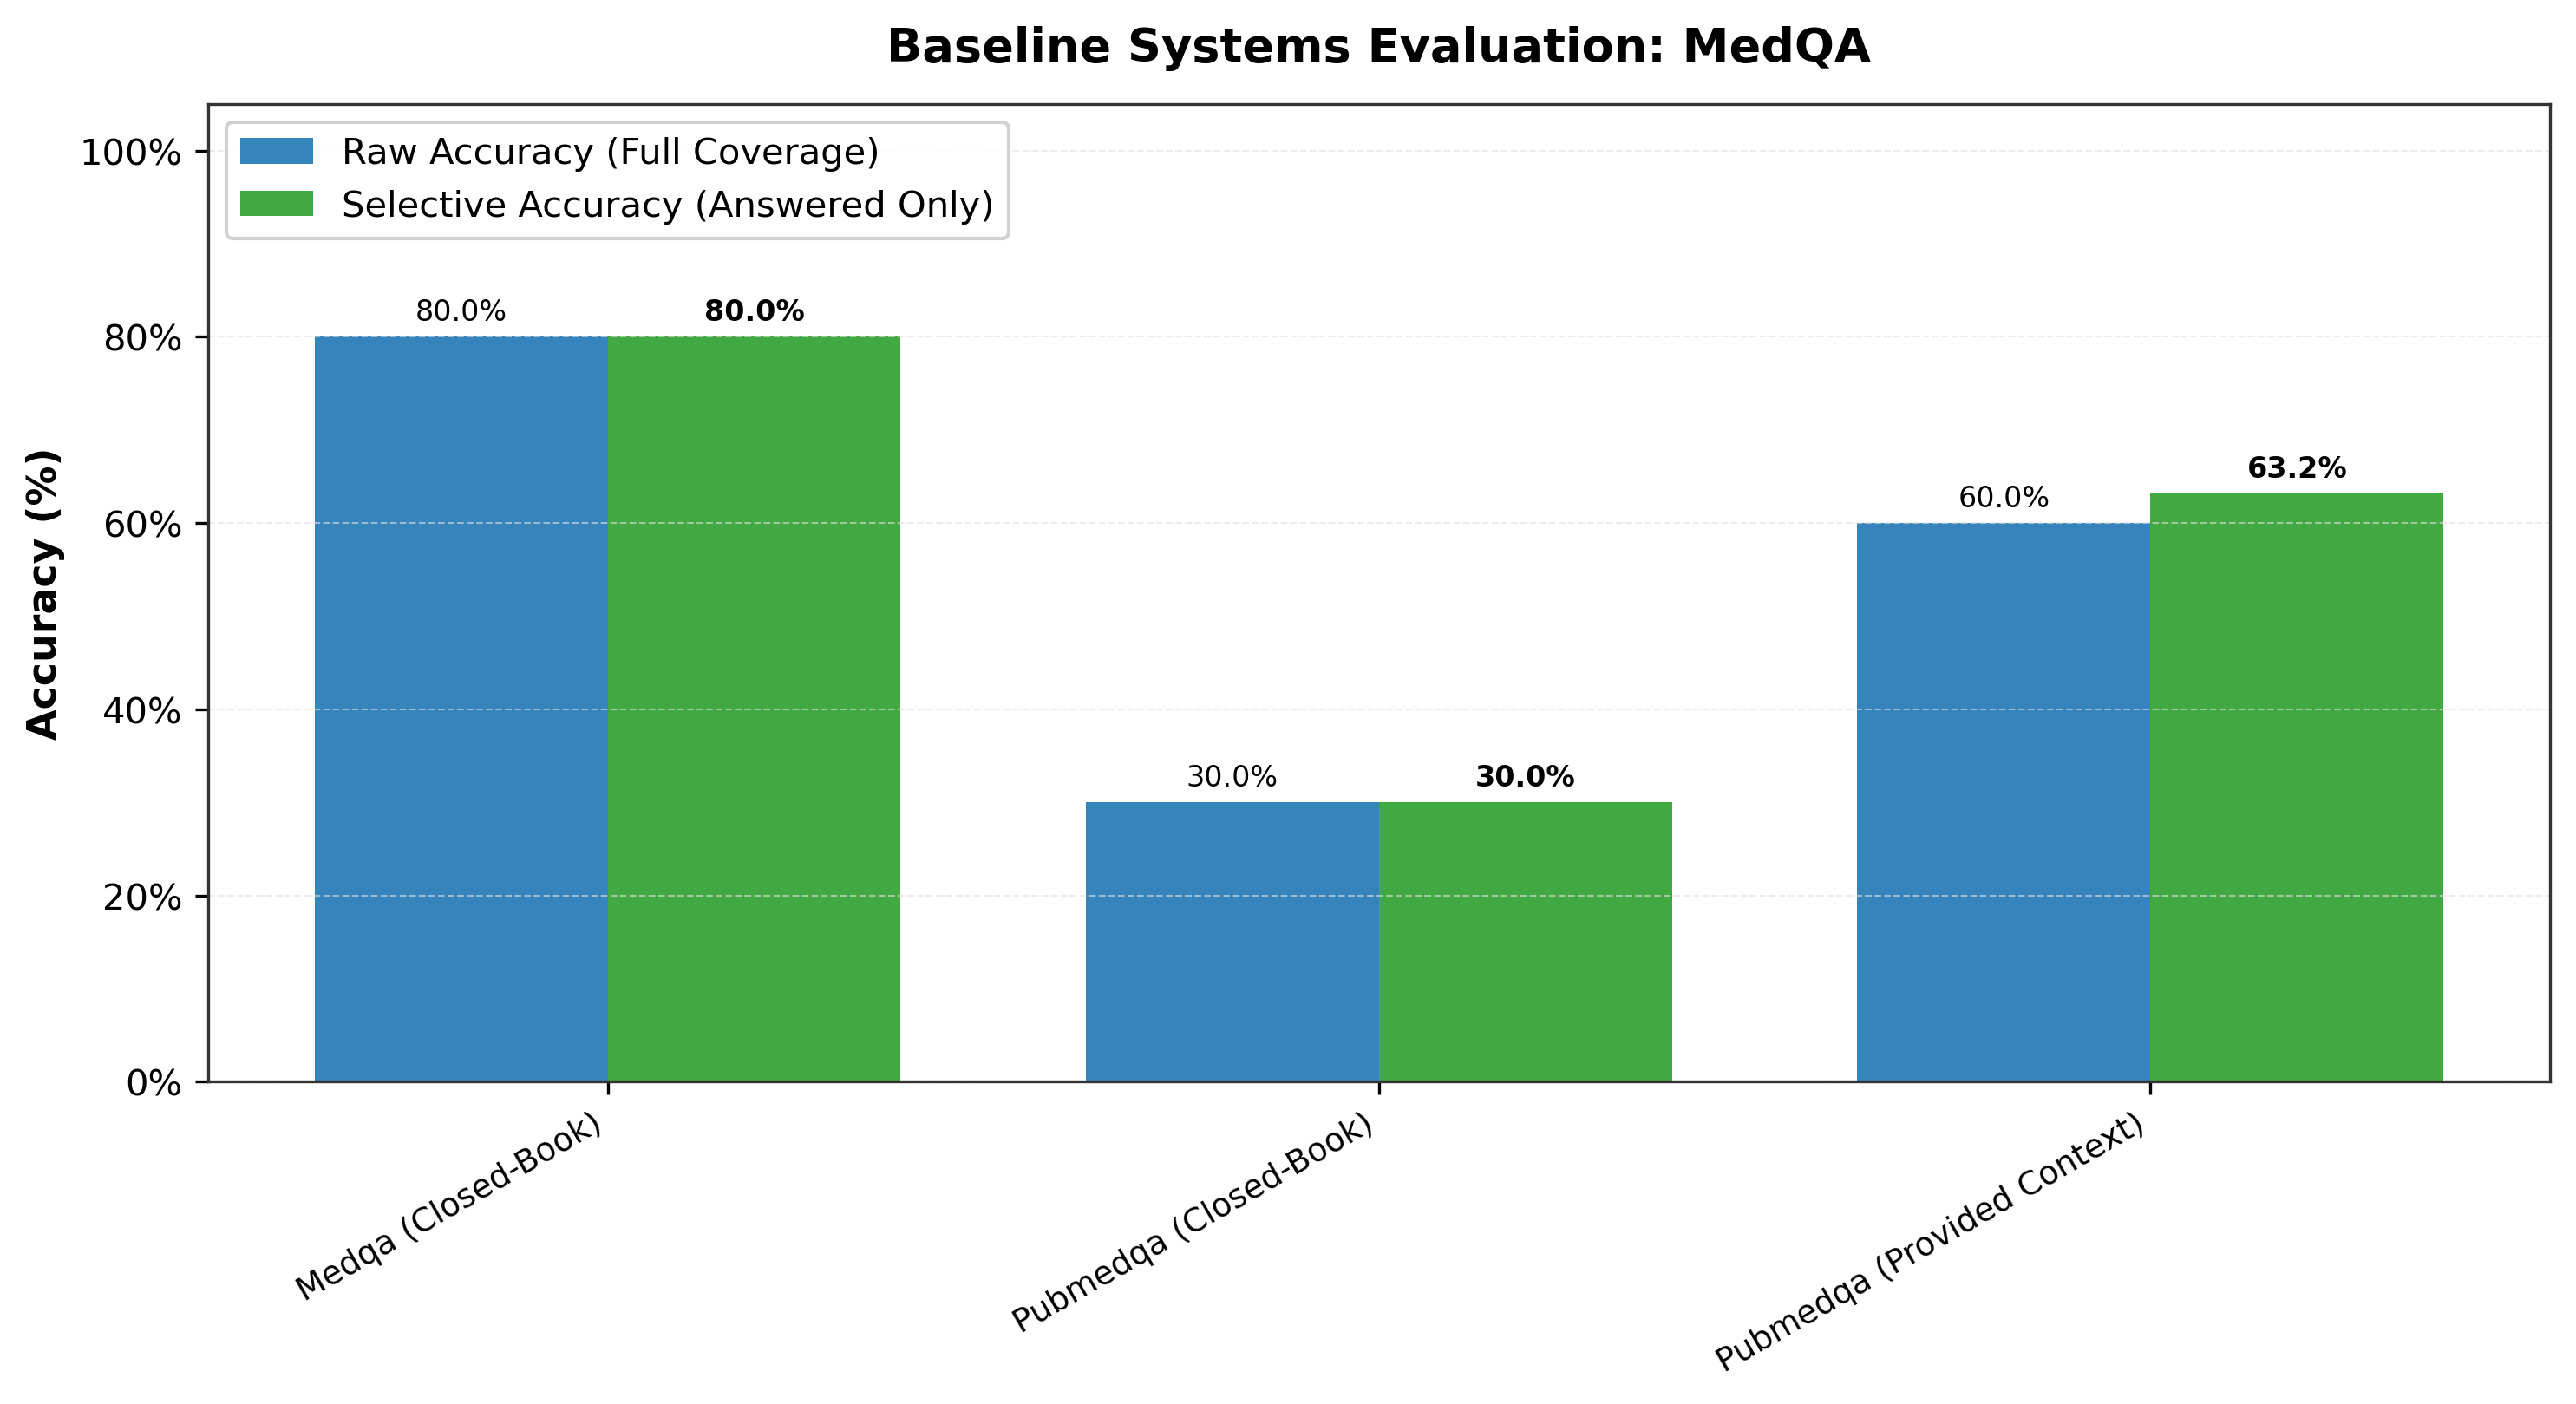 Baseline Systems Evaluation: MedQA
Raw Accuracy (Full Coverage)
Selective Accuracy (Answered Only)
Accuracy (%)
100%
80%
60%
40%
20%
0%
80.0%
80.0%
30.0%
30.0%
60.0%
63.2%
Medqa (Closed-Book)
Pubmedqa (Closed-Book)
Pubmedqa (Provided Context)